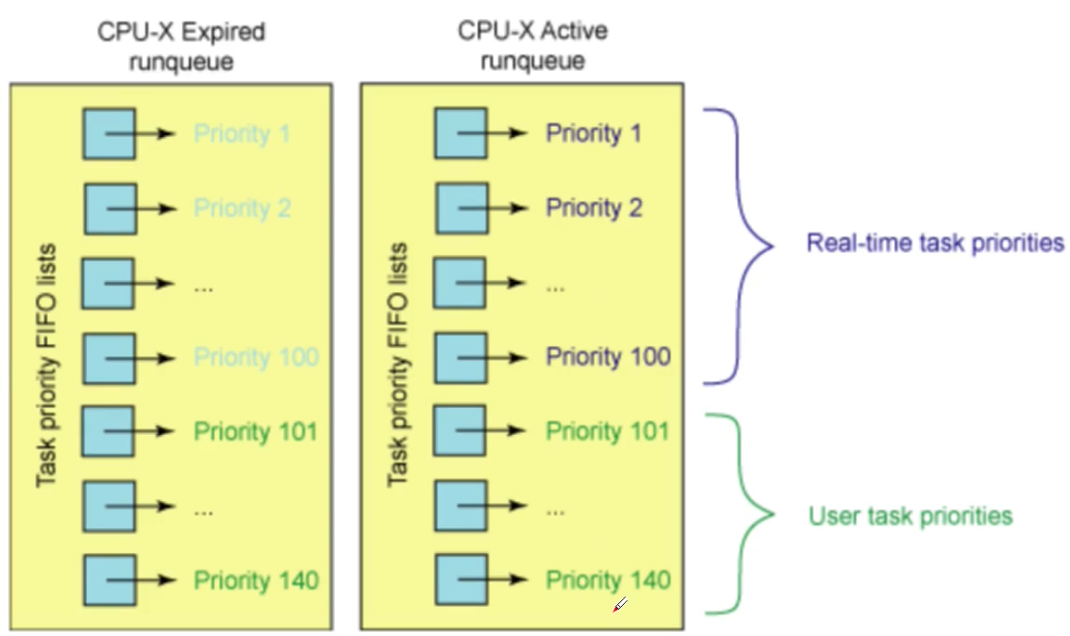 CPU-X Expired
runqueue
Task priority FIFO lists
Priority 1
Priority 2
...
Priority 100
Priority 101
...
Priority 140
CPU-X Active
runqueue
Task priority FIFO lists
Priority 1
Priority 2
...
Priority 100
Priority 101
...
Priority 140
Real-time task priorities
User task priorities